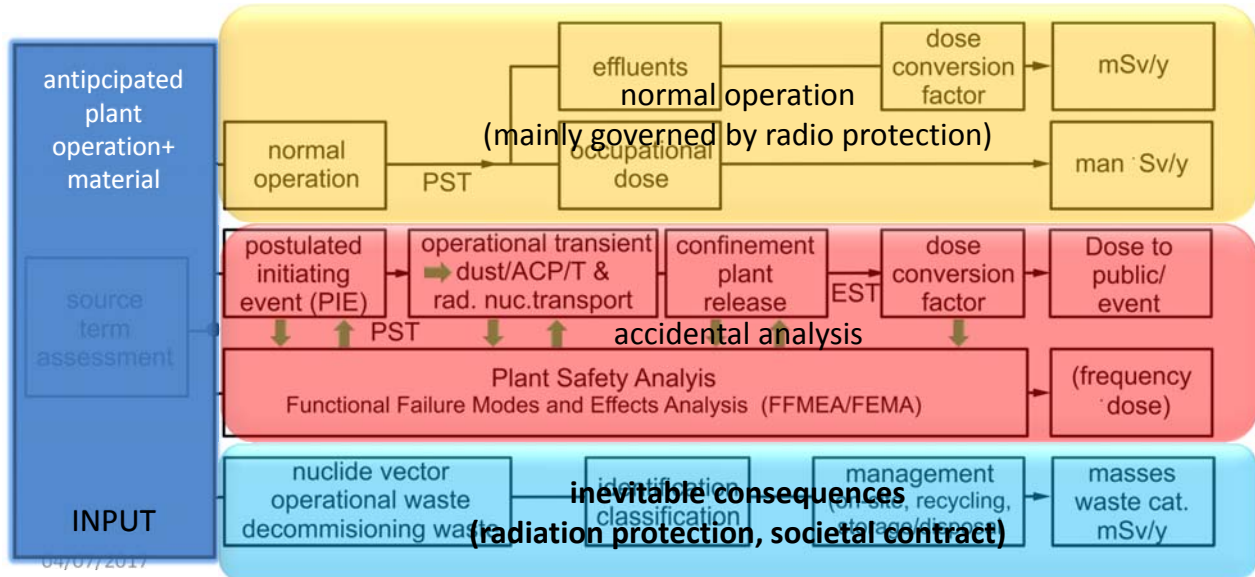 antipcipated
plant
operation+
material
source
term
assessment
INPUT
04/07/2017
effluents
dose
conversion
factor
mSv/y
normal operation
(mainly governed by radio protection)
normal
operation
PST
occupational
dose
man Sv/y
postulated
initiating
event (PIE)
PST
operational transient
dust/ACP/T &
rad. nuc.transport
confinement
plant
release
EST
dose
conversion
factor
Dose to
public/
event
accidental analysis
Plant Safety Analyis
Functional Failure Modes and Effects Analysis (FFMEA/FEMA)
(frequency
dose)
nuclide vector
operational waste
decommisioning waste
identification
classification
management
(on-site, recycling,
storage/disposal
masses
waste cat.
mSv/y
inevitable consequences
(radiation protection, societal contract)